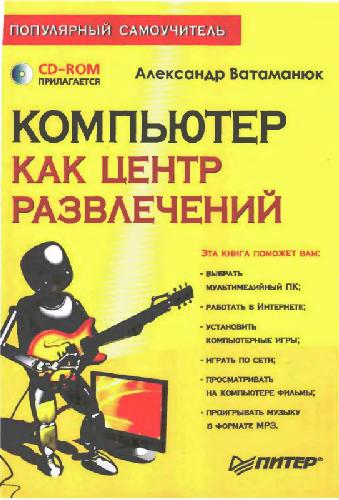 ПОПУЛЯРНЫЙ САМОУЧИТЕЛЬ
CD-ROM
ПРИЛАГАЕТСЯ
Александр Ватаманюк
КОМПЬЮТЕР
КАК ЦЕНТР
РАЗВЛЕЧЕНИЙ
ЭТА КНИГА ПОМОЖЕТ ВАМ:
• ВЫБРАТЬ
МУЛЬТИМЕДИЙНЫЙ ПК;
• РАБОТАТЬ В ИНТЕРНЕТЕ;
• УСТАНОВИТЬ
КОМПЬЮТЕРНЫЕ ИГРЫ;
• ИГРАТЬ ПО СЕТИ;
• ПРОСМАТРИВАТЬ
НА КОМПЬЮТЕРЕ ФИЛЬМЫ;
• ПРОИГРЫВАТЬ МУЗЫКУ
В ФОРМАТЕ MP3.
ПИТЕР®